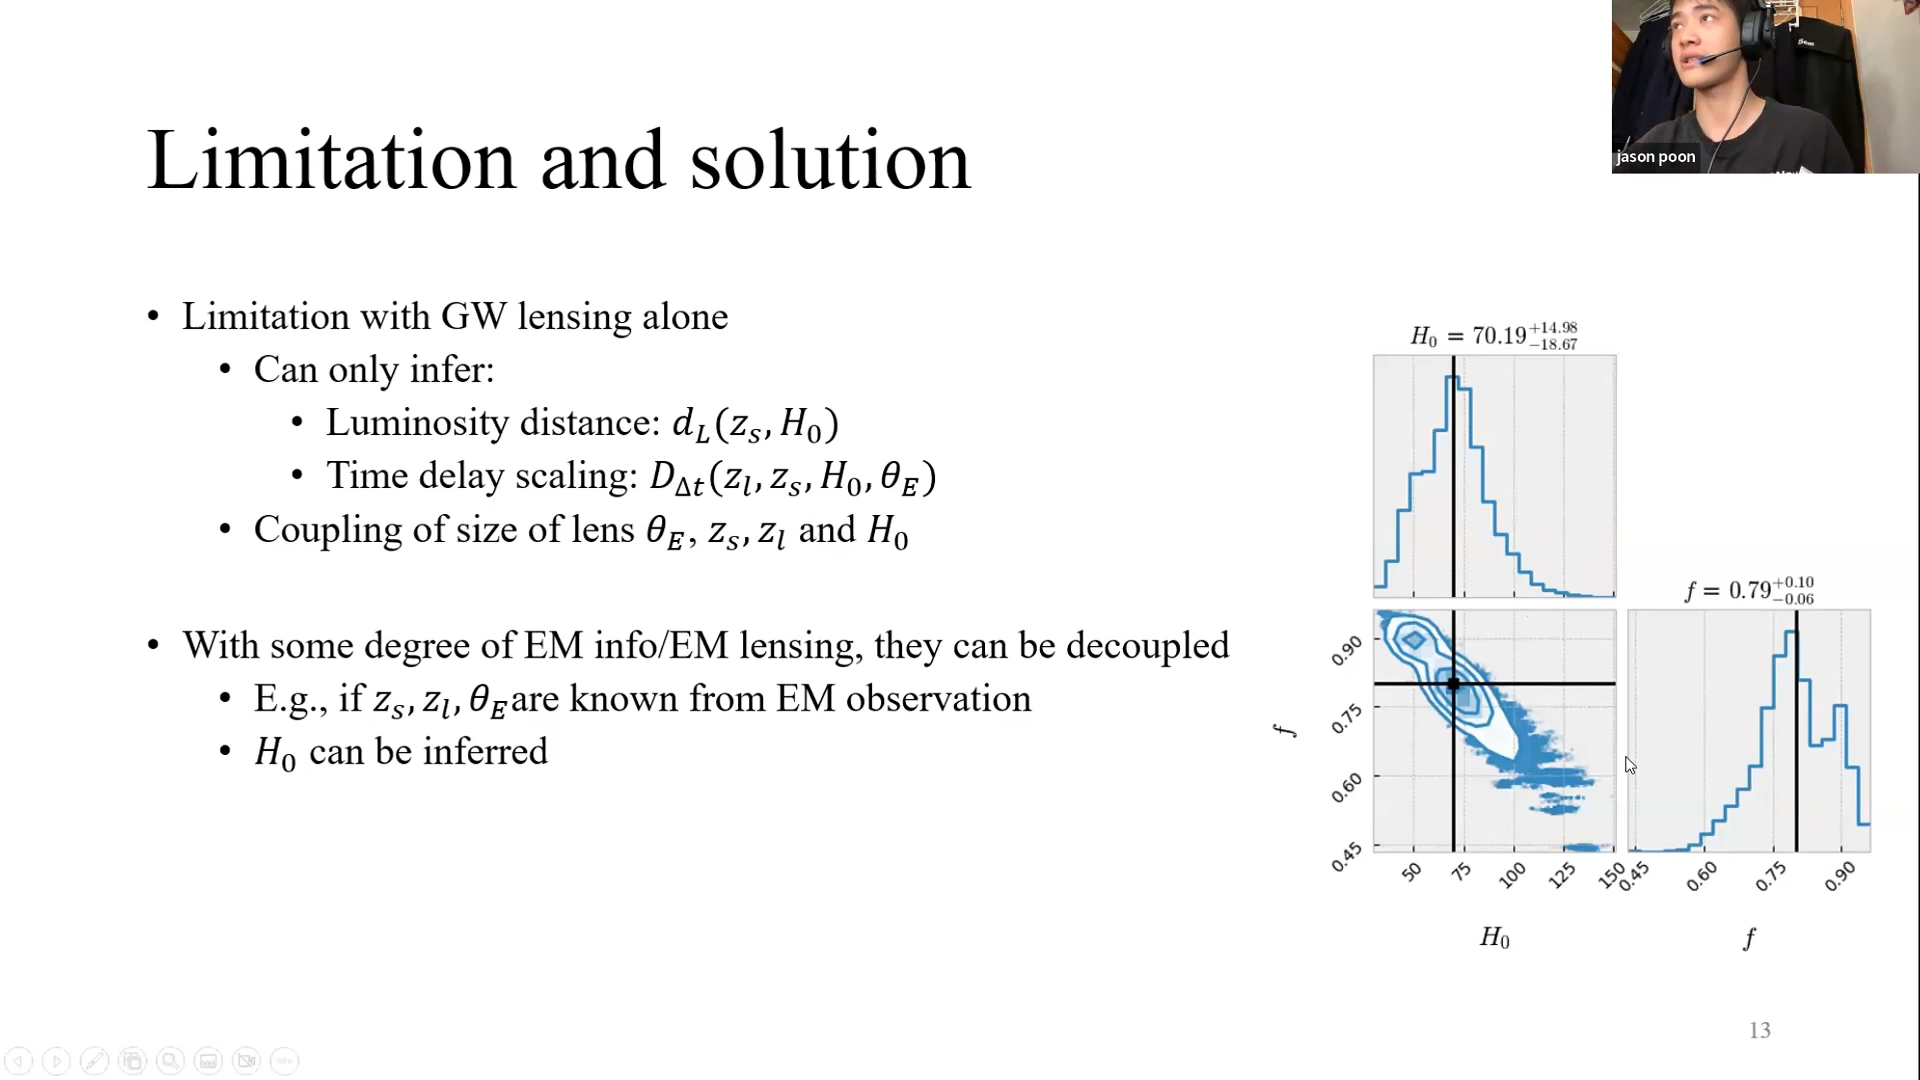 jason poon
Limitation and solution
• Limitation with GW lensing alone
• Can only infer:
• Luminosity distance: d_L(z_s, H_0)
• Time delay scaling: D_Δt(z_l, z_s, H_0, θ_E)
• Coupling of size of lens θ_E, z_s, z_l and H_0
• With some degree of EM info/EM lensing, they can be decoupled
• E.g., if z_s, z_l, θ_E are known from EM observation
• H_0 can be inferred
H_0 = 70.19^{+14.98}_{-18.67}
f = 0.79^{+0.10}_{-0.06}
f
0.90
0.75
0.60
0.45
50 75 100 125 150
0.45 0.60 0.75 0.90
H_0
f
13